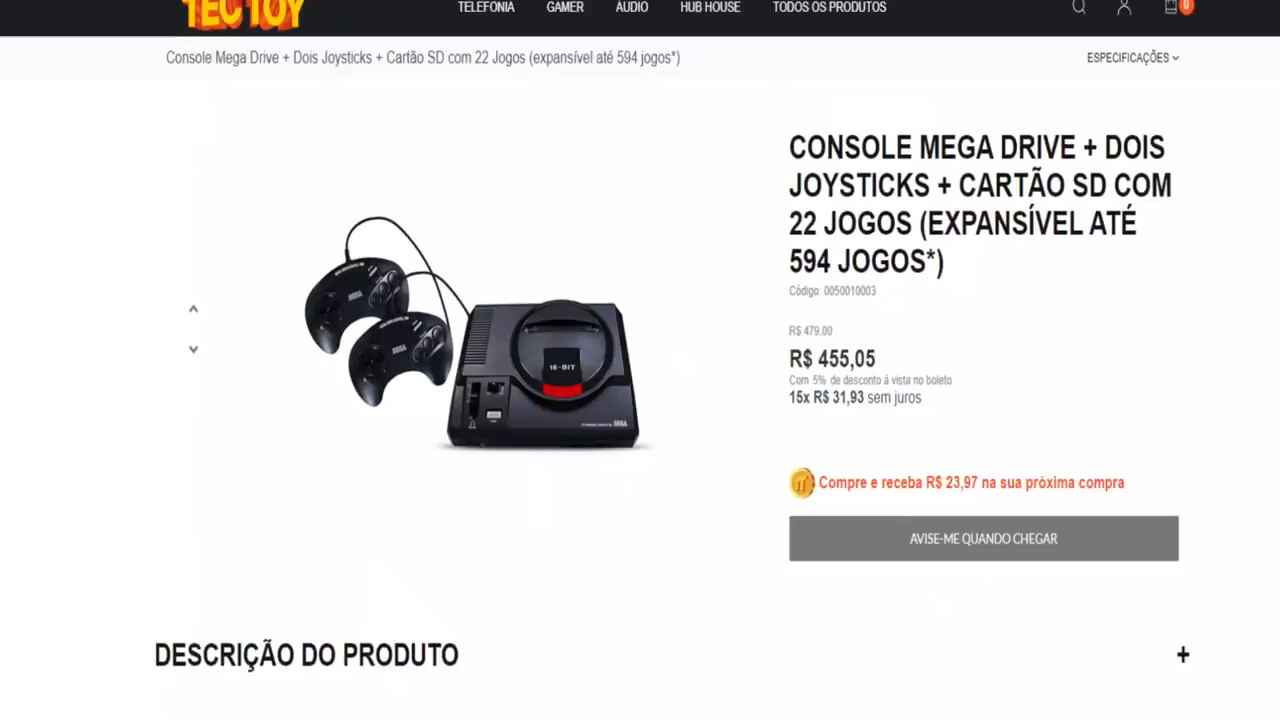 TECTOY
TELEFONIA GAMER ÁUDIO HUB HOUSE TODOS OS PRODUTOS
0
Console Mega Drive + Dois Joysticks + Cartão SD com 22 Jogos (expansível até 594 jogos*)
ESPECIFICAÇÕES
CONSOLE MEGA DRIVE + DOIS
JOYSTICKS + CARTÃO SD COM
22 JOGOS (EXPANSÍVEL ATÉ
594 JOGOS*)
Código: 0050010003
R$ 479,00
R$ 455,05
Com 5% de desconto à vista no boleto
15x R$ 31,93 sem juros
SEGA
SEGA
16-BIT
SEGA
Compre e receba R$ 23,97 na sua próxima compra
AVISE-ME QUANDO CHEGAR
DESCRIÇÃO DO PRODUTO
+